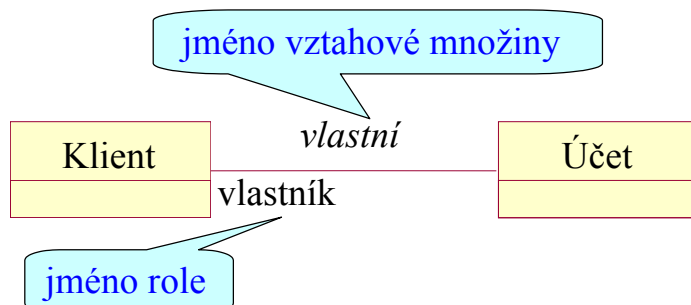 jméno vztahové množiny
vlastní
Klient
Účet
vlastník
jméno role